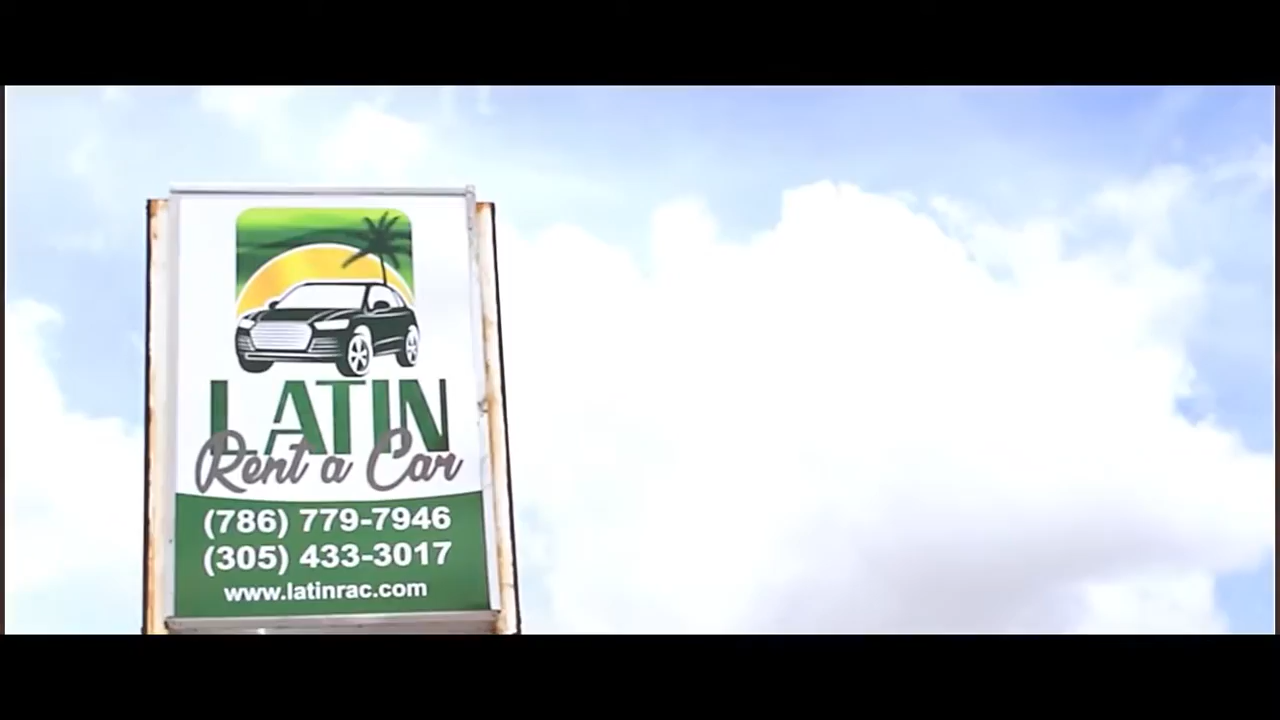 LATIN
Rent a Car
(786) 779-7946
(305) 433-3017
www.latinrac.com